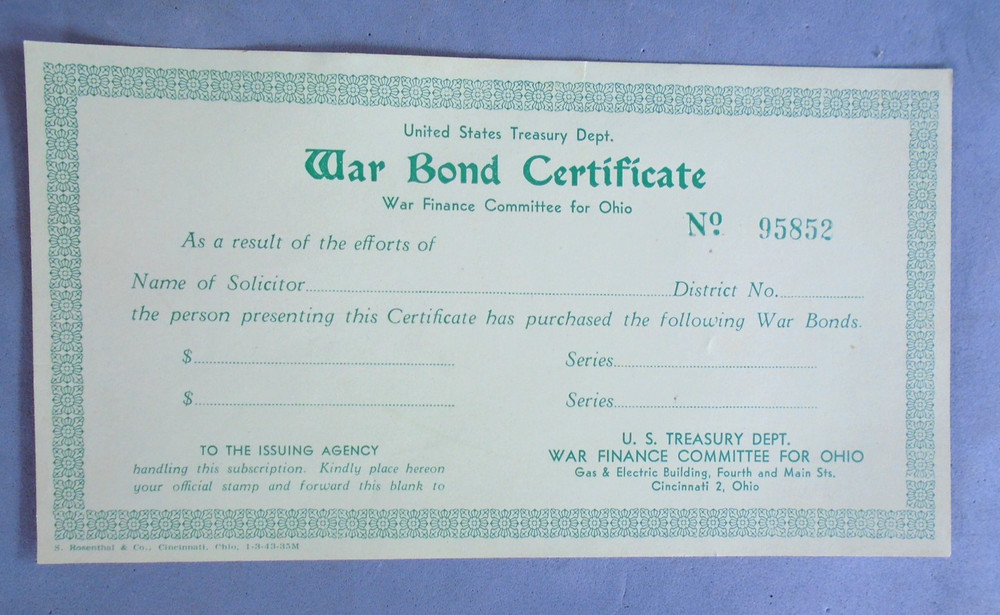 United States Treasury Dept.
War Bond Certificate
War Finance Committee for Ohio
Nº. 95852
As a result of the efforts of
Name of Solicitor District No.
the person presenting this Certificate has purchased the following War Bonds.
$ Series
$ Series
TO THE ISSUING AGENCY
handling this subscription. Kindly place hereon
your official stamp and forward this blank to
U. S. TREASURY DEPT.
WAR FINANCE COMMITTEE FOR OHIO
Gas & Electric Building, Fourth and Main Sts.
Cincinnati 2, Ohio
S. Rosenthal & Co., Cincinnati, Ohio, 1-3-43-35M